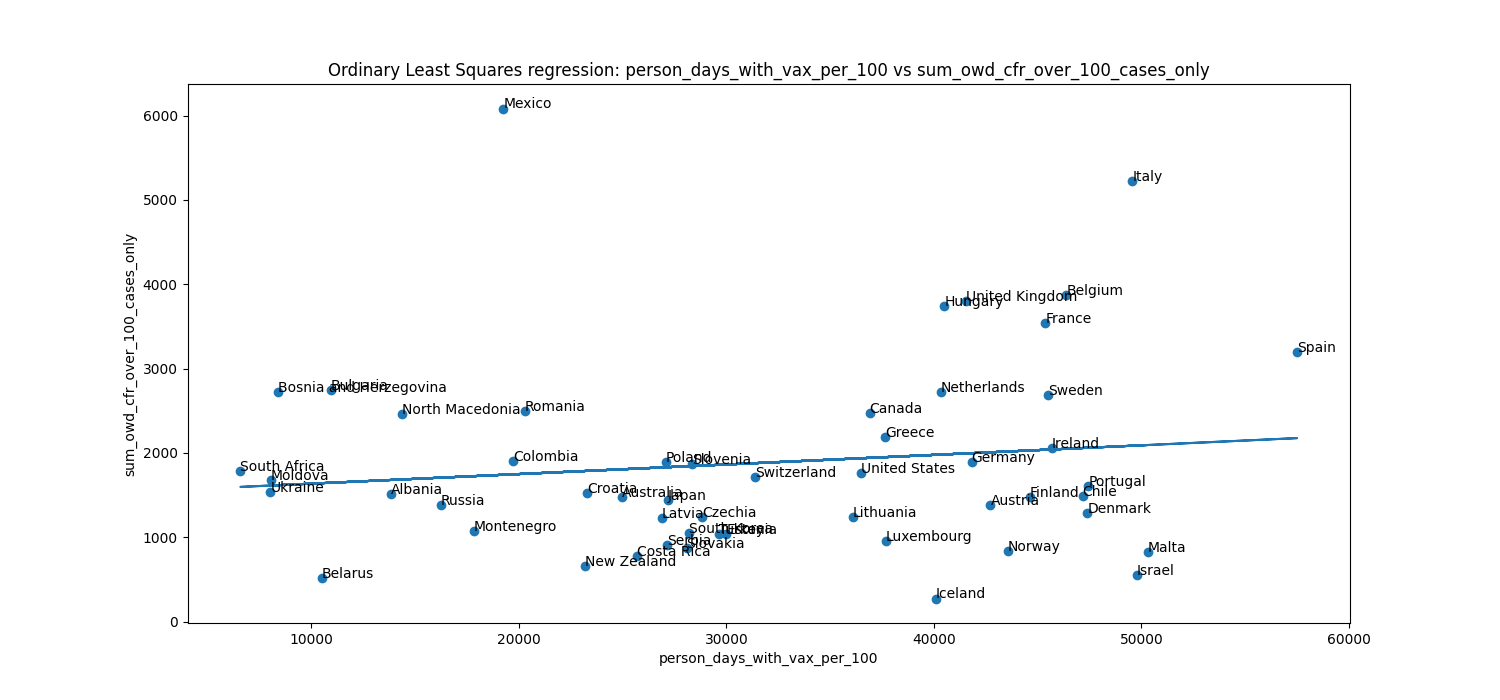 Ordinary Least Squares regression: person_days_with_vax_per_100 vs sum_owd_cfr_over_100_cases_only
6000
5000
4000
3000
2000
1000
0
sum_owd_cfr_over_100_cases_only
Mexico
Italy
Belgium
United Kingdom
Hungary
France
Spain
Bulgaria
Bosnia and Herzegovina
Netherlands
Sweden
North Macedonia
Romania
Canada
Greece
Ireland
Colombia
Poland
Slovenia
Germany
South Africa
Moldova
Switzerland
United States
Ukraine
Portugal
Albania
Croatia
Australia
Japan
Finland
Chile
Russia
Austria
Latvia
Czechia
Lithuania
Denmark
Montenegro
South Korea
Turkey
Serbia
Slovakia
Luxembourg
Costa Rica
Norway
Malta
New Zealand
Belarus
Israel
Iceland
10000
20000
30000
40000
50000
60000
person_days_with_vax_per_100